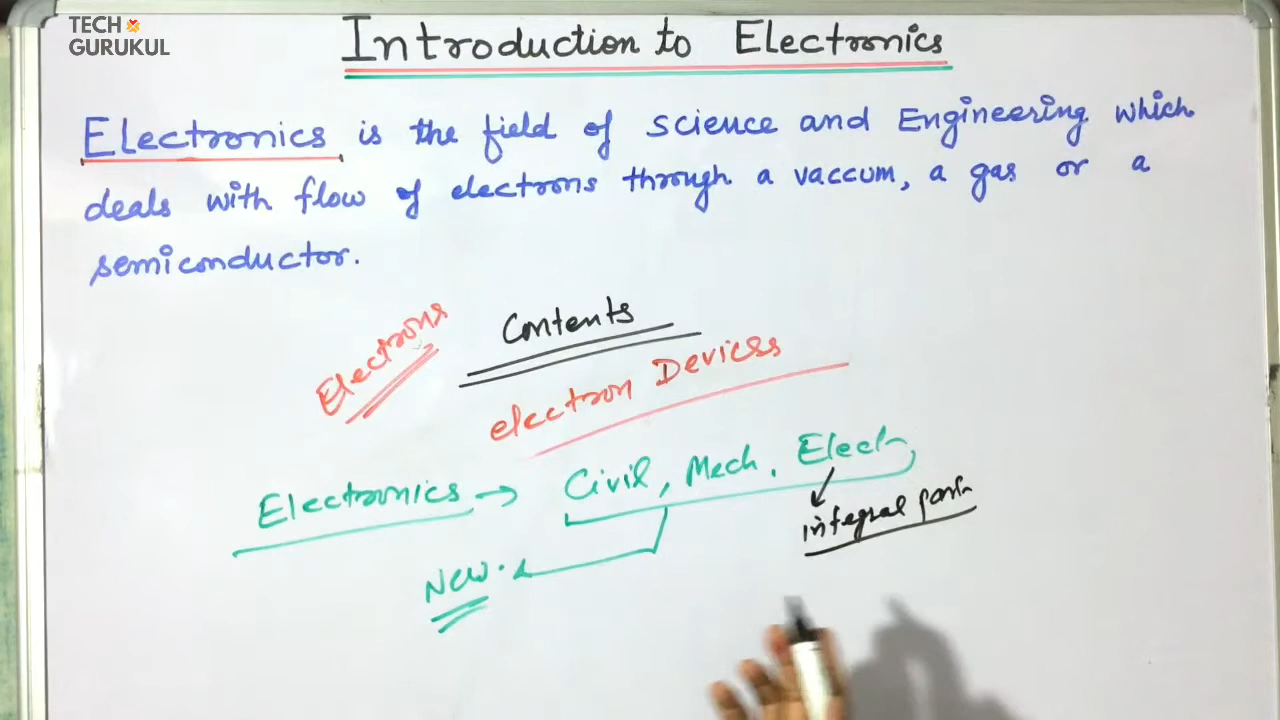 TECH
GURUKUL
Introduction to Electronics
Electronics is the field of science and Engineering which
deals with flow of electrons through a vaccum, a gas or a
semiconductor.
Contents
Electrons
electron Devices
Electronics → Civil, Mech. Elect
integral part
New.